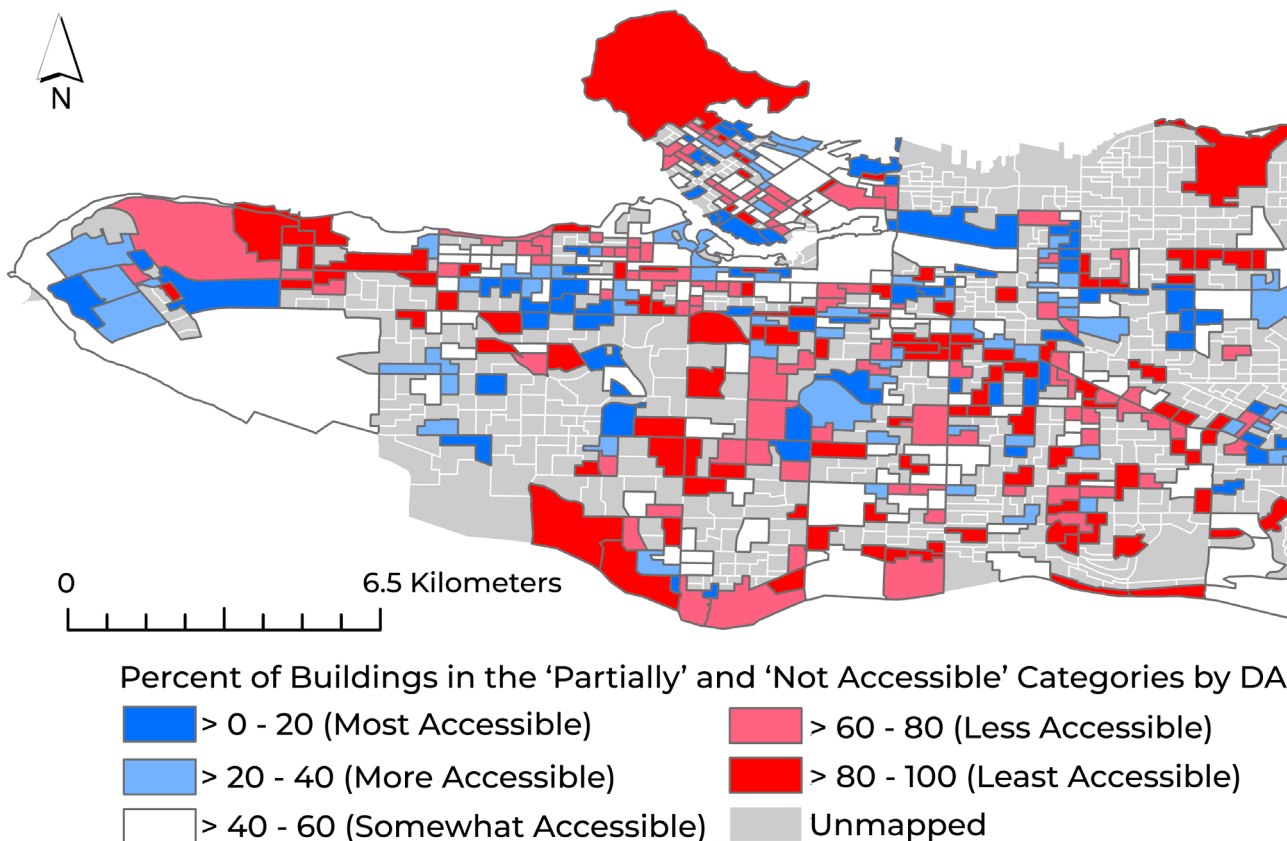 N
0 6.5 Kilometers
Percent of Buildings in the ‘Partially’ and ‘Not Accessible’ Categories by DA
> 0 - 20 (Most Accessible)
> 60 - 80 (Less Accessible)
> 20 - 40 (More Accessible)
> 80 - 100 (Least Accessible)
> 40 - 60 (Somewhat Accessible)
Unmapped